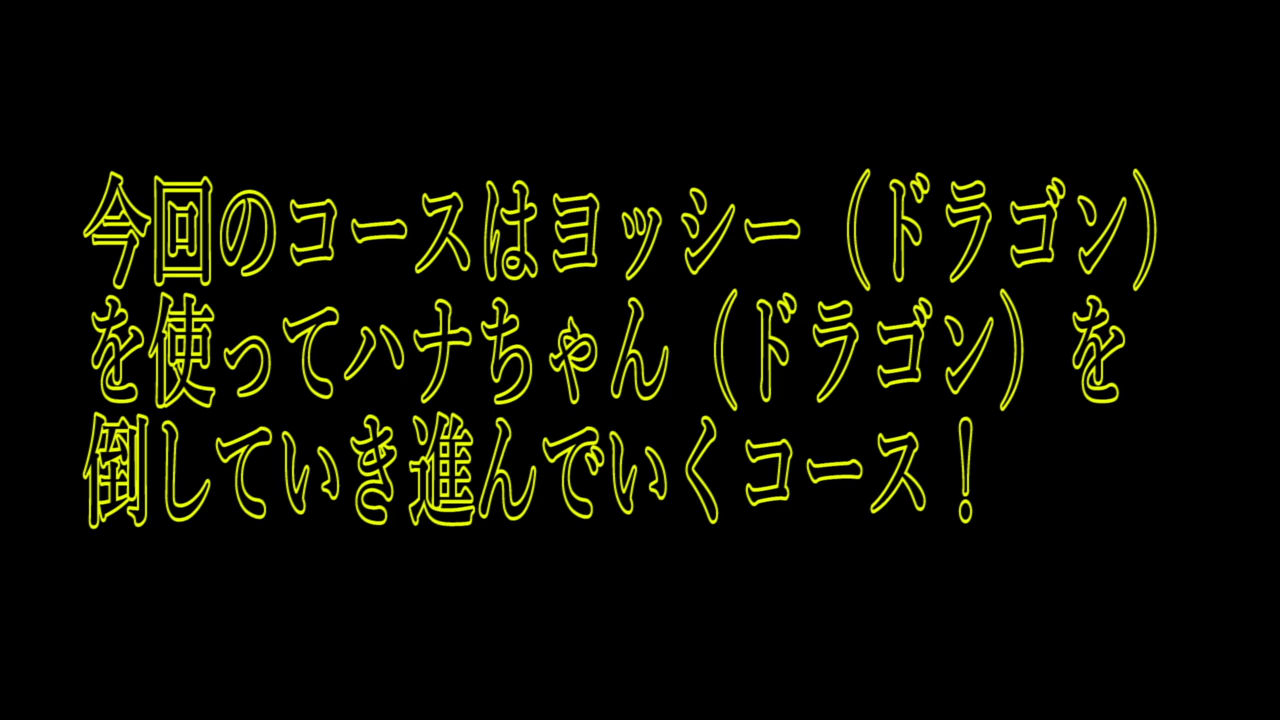 今回のコースはヨッシー（ドラゴン）
を使ってハナちゃん（ドラゴン）を
倒していき進んでいくコース！